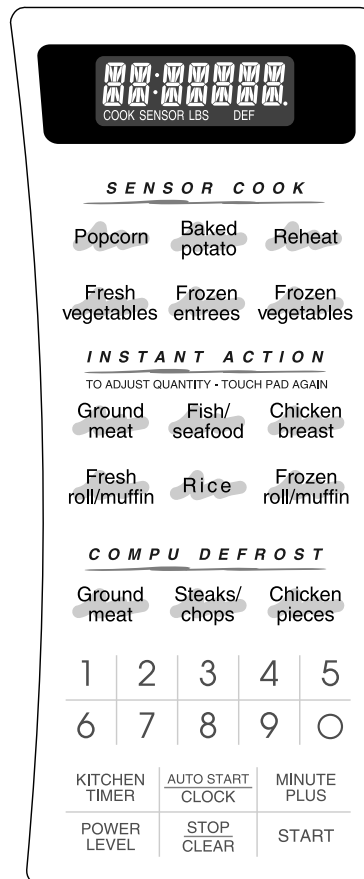 COOK SENSOR LBS DEF
SENSOR COOK
Popcorn Baked potato Reheat
Fresh vegetables Frozen entrees Frozen vegetables
INSTANT ACTION
TO ADJUST QUANTITY - TOUCH PAD AGAIN
Ground meat Fish/ seafood Chicken breast
Fresh roll/muffin Rice Frozen roll/muffin
COMPU DEFROST
Ground meat Steaks/ chops Chicken pieces
1 2 3 4 5
6 7 8 9 0
KITCHEN TIMER AUTO START CLOCK MINUTE PLUS
POWER LEVEL STOP CLEAR START